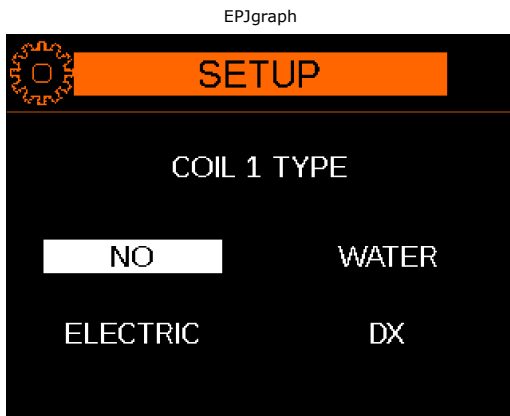 EPJgraph
SETUP
COIL 1 TYPE
NO WATER
ELECTRIC DX